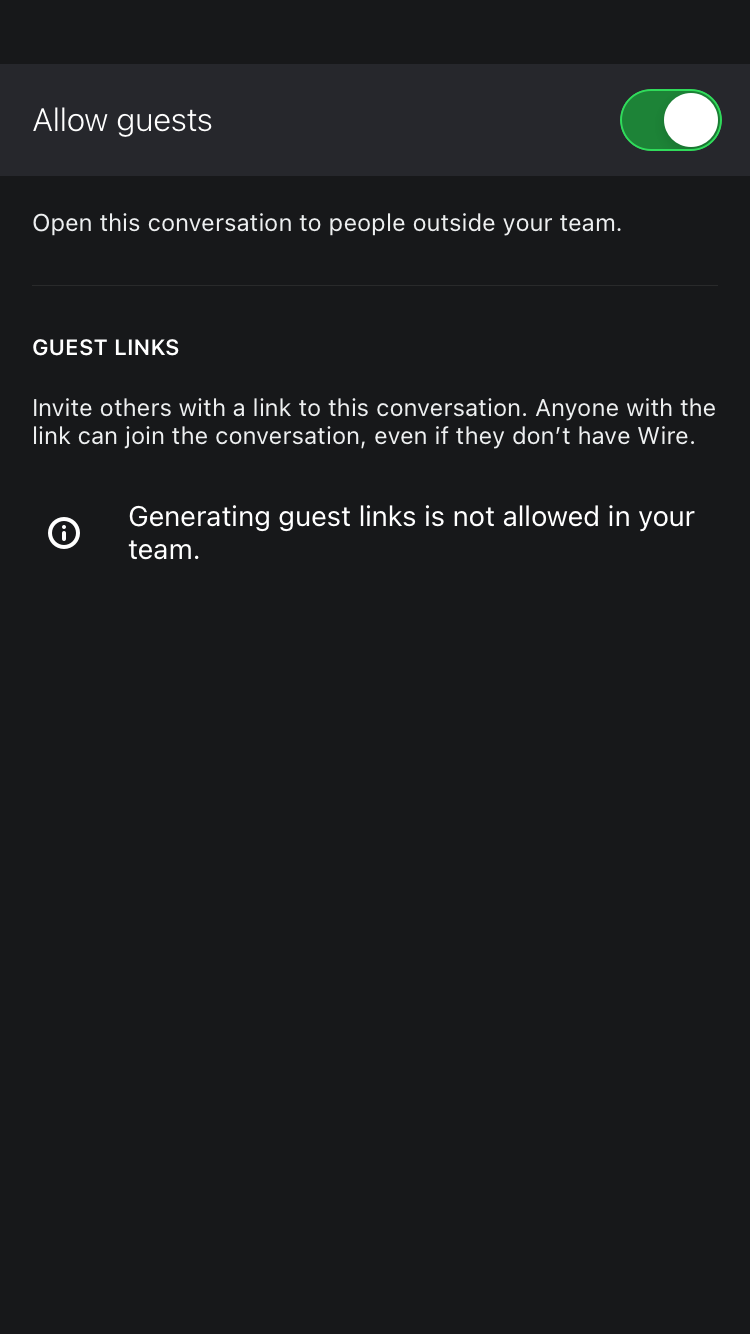 Allow guests
Open this conversation to people outside your team.
GUEST LINKS
Invite others with a link to this conversation. Anyone with the
link can join the conversation, even if they don’t have Wire.
Generating guest links is not allowed in your
team.